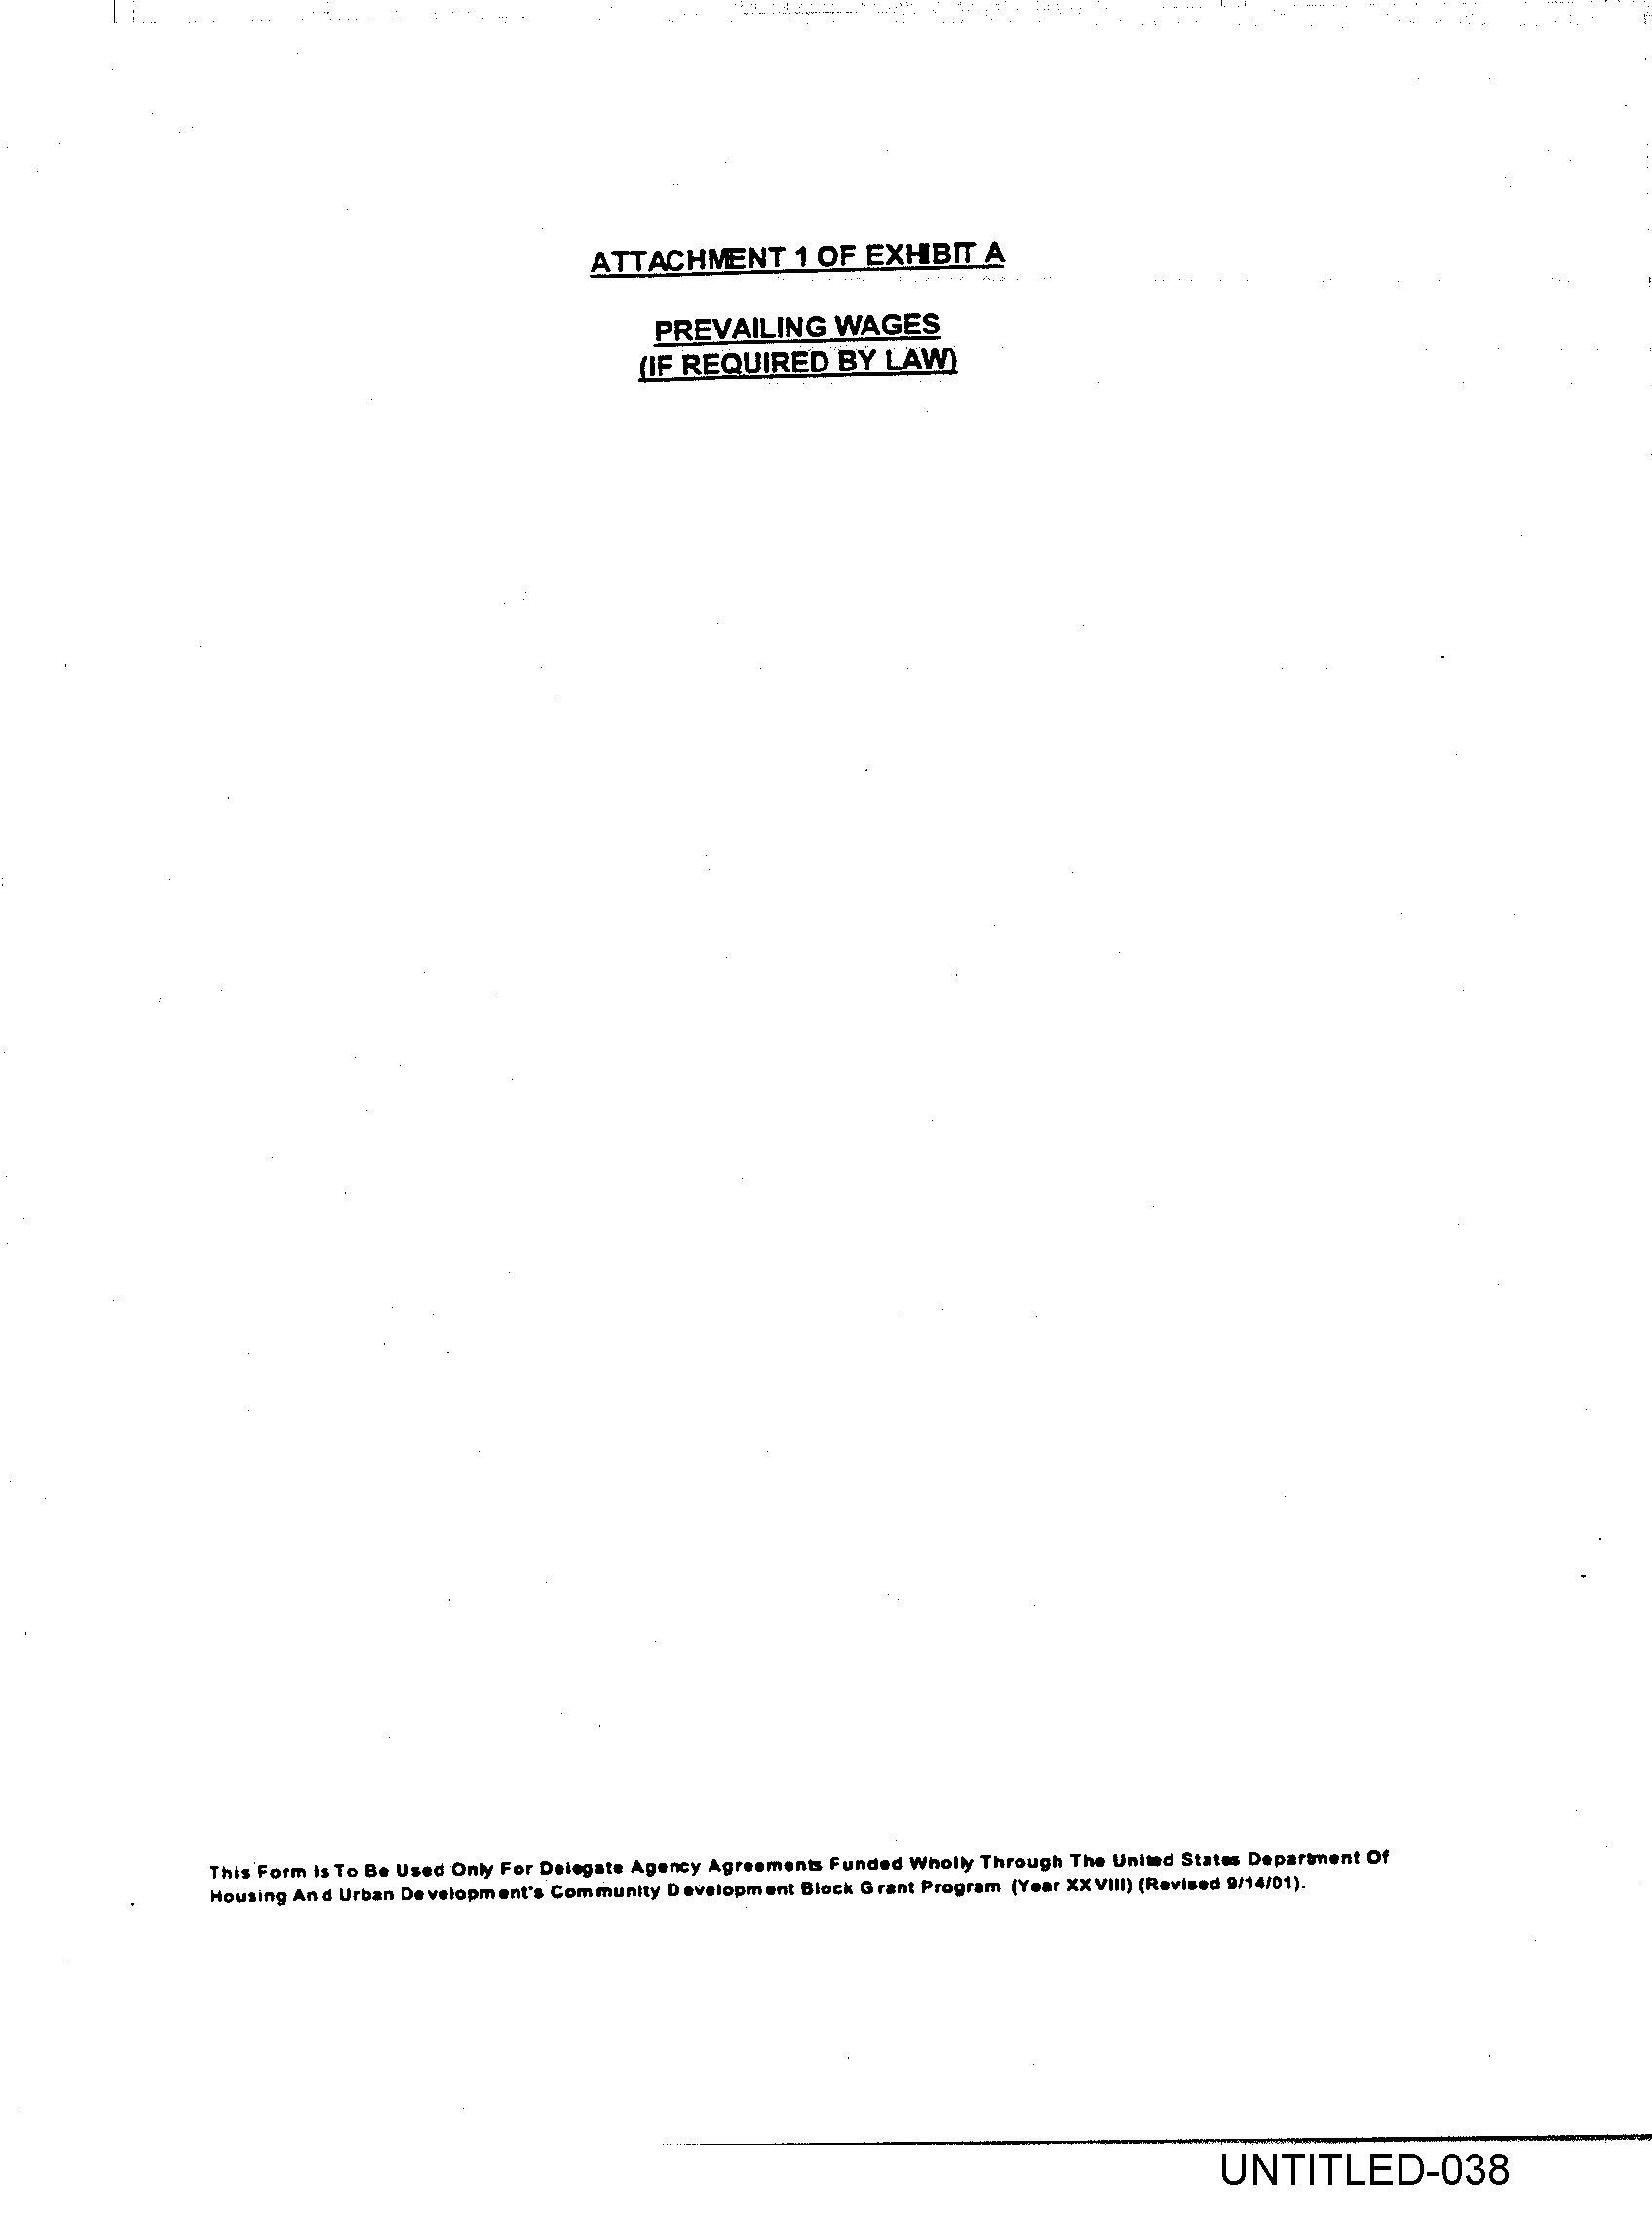 ATTACHMENT 1 OF EXHIBIT A
PREVAILING WAGES
(IF REQUIRED BY LAW)
This Form Is To Be Used Only For Delegate Agency Agreements Funded Wholly Through The United States Department Of
Housing And Urban Development's Community Development Block Grant Program (Year XXVIII) (Revised 9/14/01).
UNTITLED-038